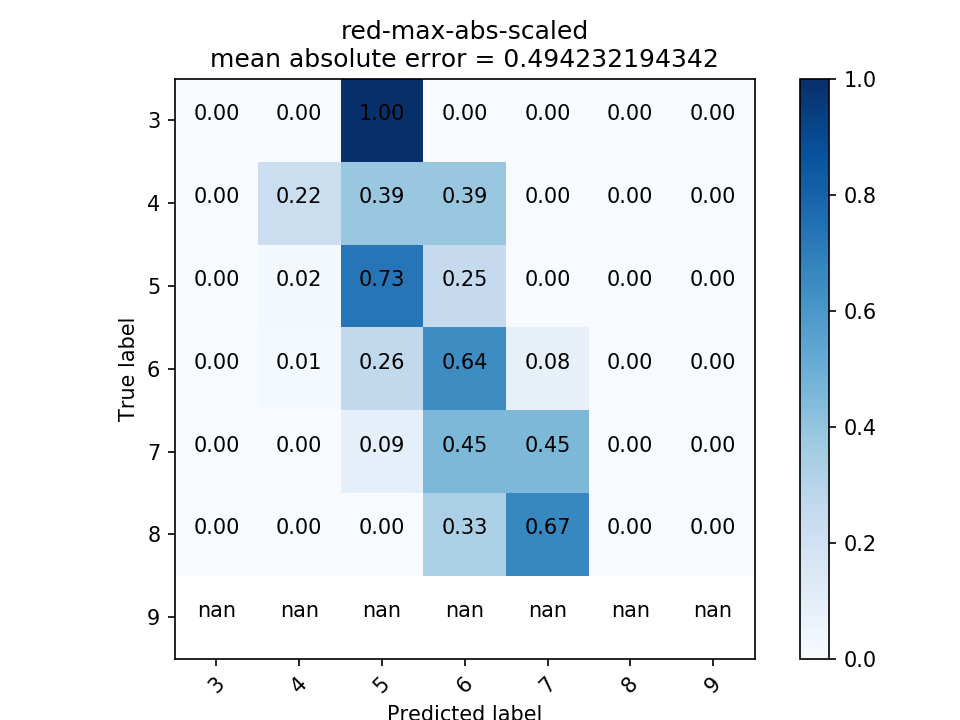 red-max-abs-scaled
mean absolute error = 0.494232194342
3 0.00 0.00 1.00 0.00 0.00 0.00 0.00
4 0.00 0.22 0.39 0.39 0.00 0.00 0.00
5 0.00 0.02 0.73 0.25 0.00 0.00 0.00
6 0.00 0.01 0.26 0.64 0.08 0.00 0.00
7 0.00 0.00 0.09 0.45 0.45 0.00 0.00
8 0.00 0.00 0.00 0.33 0.67 0.00 0.00
9 nan nan nan nan nan nan nan
3 4 5 6 7 8 9
True label
Predicted label
1.0
0.8
0.6
0.4
0.2
0.0